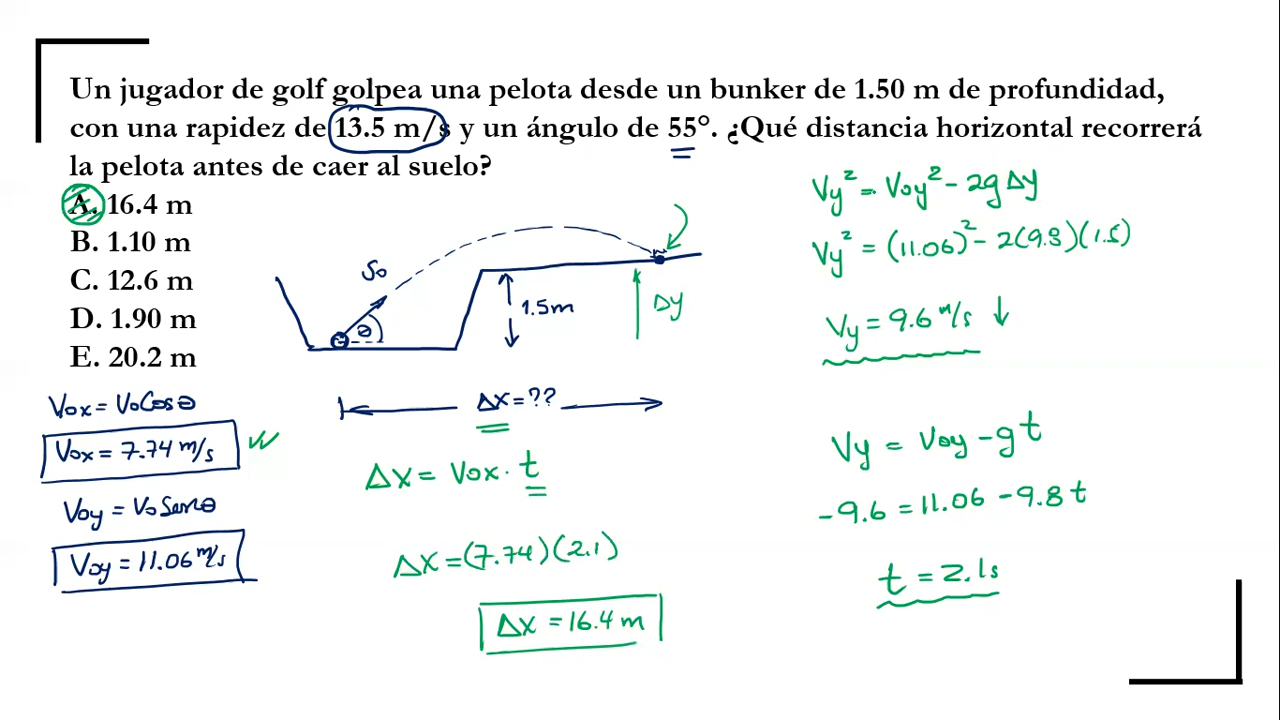 Un jugador de golf golpea una pelota desde un bunker de 1.50 m de profundidad,
con una rapidez de 13.5 m/s y un ángulo de 55°. ¿Qué distancia horizontal recorrerá
la pelota antes de caer al suelo?
A. 16.4 m
B. 1.10 m
C. 12.6 m
D. 1.90 m
E. 20.2 m
Vox = VoCosθ
Vox = 7.74 m/s
Voy = VoSenθ
Voy = 11.06 m/s
θ
1.5m
Δy
Δx = ??
Δx = Vox · t
Δx = (7.74)(2.1)
Δx = 16.4 m
Vy² = Voy² - 2gΔy
Vy² = (11.06)² - 2(9.8)(1.5)
Vy = 9.6 m/s ↓
Vy = Voy - gt
-9.6 = 11.06 - 9.8t
t = 2.1s